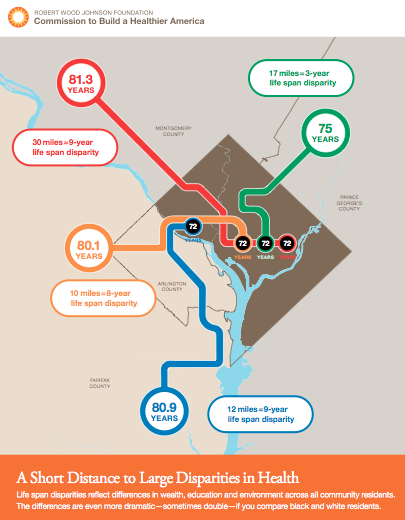 ROBERT WOOD JOHNSON FOUNDATION
Commission to Build a Healthier America
81.3
YEARS
17 miles=3-year
life span disparity
75
YEARS
MONTGOMERY
COUNTY
30 miles=9-year
life span disparity
PRINCE
GEORGE'S
COUNTY
72
YEARS
72
YEARS
72
YEARS
72
YEARS
80.1
YEARS
ARLINGTON
COUNTY
10 miles=8-year
life span disparity
FAIRFAX
COUNTY
80.9
YEARS
12 miles=9-year
life span disparity
A Short Distance to Large Disparities in Health
Life span disparities reflect differences in wealth, education and environment across all community residents.
The differences are even more dramatic—sometimes double—if you compare black and white residents.